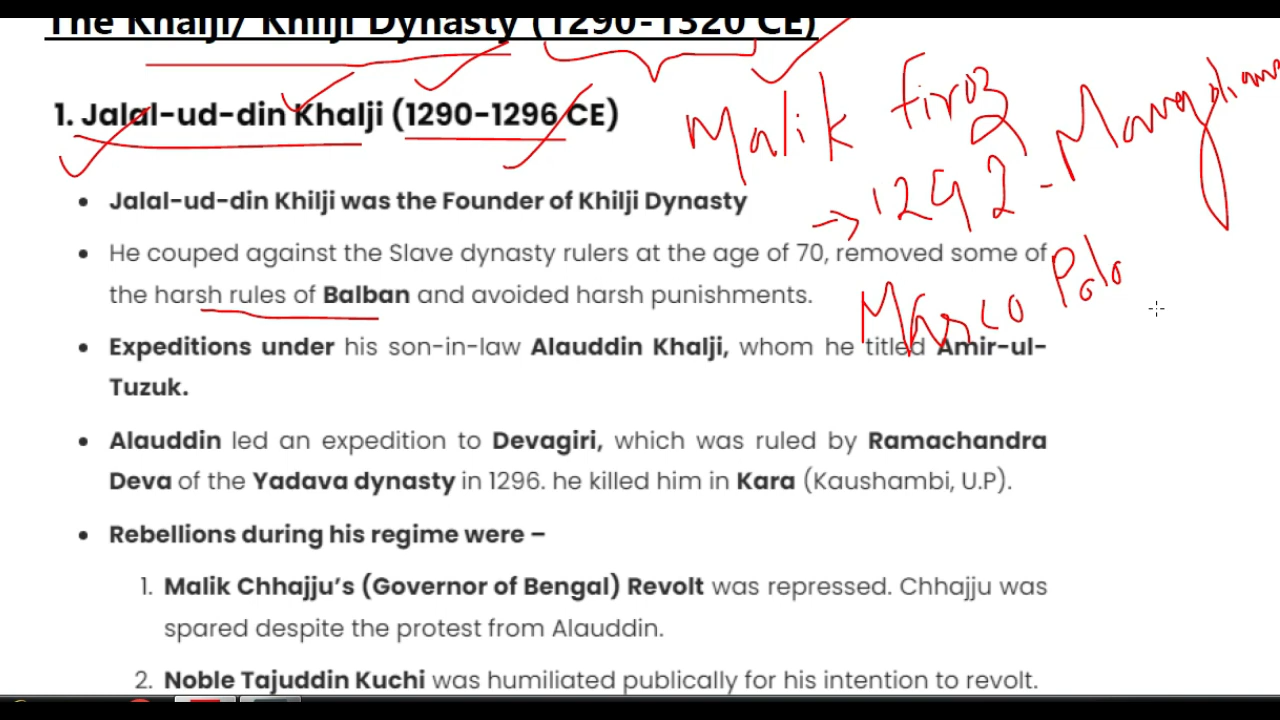 The Khalji/ Khilji Dynasty (1290-1320 CE)
1. Jalal-ud-din Khalji (1290-1296 CE)
Malik Firoz
→ 1292 -
Marco Polo
• Jalal-ud-din Khilji was the Founder of Khilji Dynasty
• He couped against the Slave dynasty rulers at the age of 70, removed some of
the harsh rules of Balban and avoided harsh punishments.
• Expeditions under his son-in-law Alauddin Khalji, whom he titled Amir-ul-
Tuzuk.
• Alauddin led an expedition to Devagiri, which was ruled by Ramachandra
Deva of the Yadava dynasty in 1296. he killed him in Kara (Kaushambi, U.P).
• Rebellions during his regime were –
1. Malik Chhajju's (Governor of Bengal) Revolt was repressed. Chhajju was
spared despite the protest from Alauddin.
2. Noble Tajuddin Kuchi was humiliated publically for his intention to revolt.